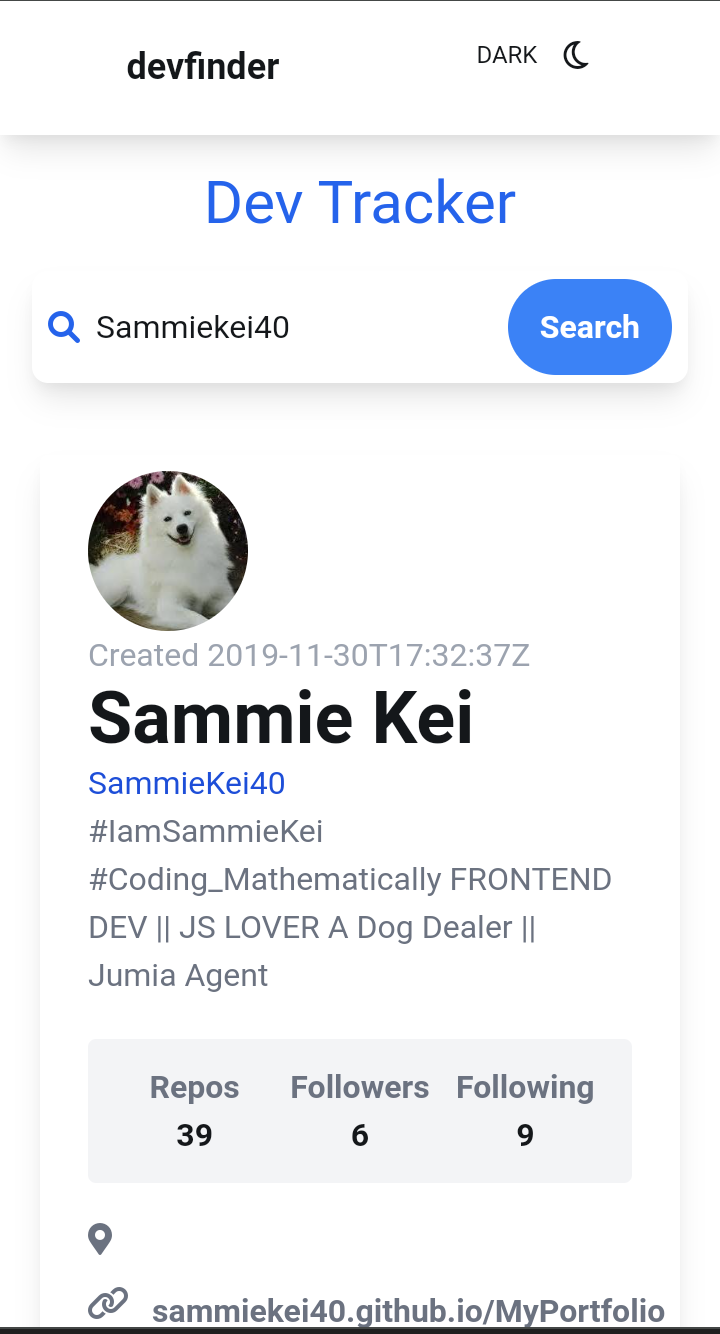 devfinder
DARK
Dev Tracker
Sammiekei40
Search
Created 2019-11-30T17:32:37Z
Sammie Kei
SammieKei40
#IamSammieKei
#Coding_Mathematically FRONTEND
DEV || JS LOVER A Dog Dealer ||
Jumia Agent
Repos Followers Following
39 6 9
sammiekei40.github.io/MyPortfolio